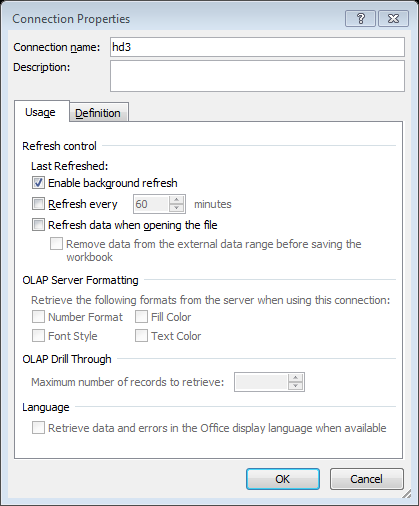 Connection Properties
Connection name: hd3
Description:
Usage Definition
Refresh control
Last Refreshed:
Enable background refresh
Refresh every 60 minutes
Refresh data when opening the file
Remove data from the external data range before saving the
workbook
OLAP Server Formatting
Retrieve the following formats from the server when using this connection:
Number Format Fill Color
Font Style Text Color
OLAP Drill Through
Maximum number of records to retrieve:
Language
Retrieve data and errors in the Office display language when available
OK Cancel